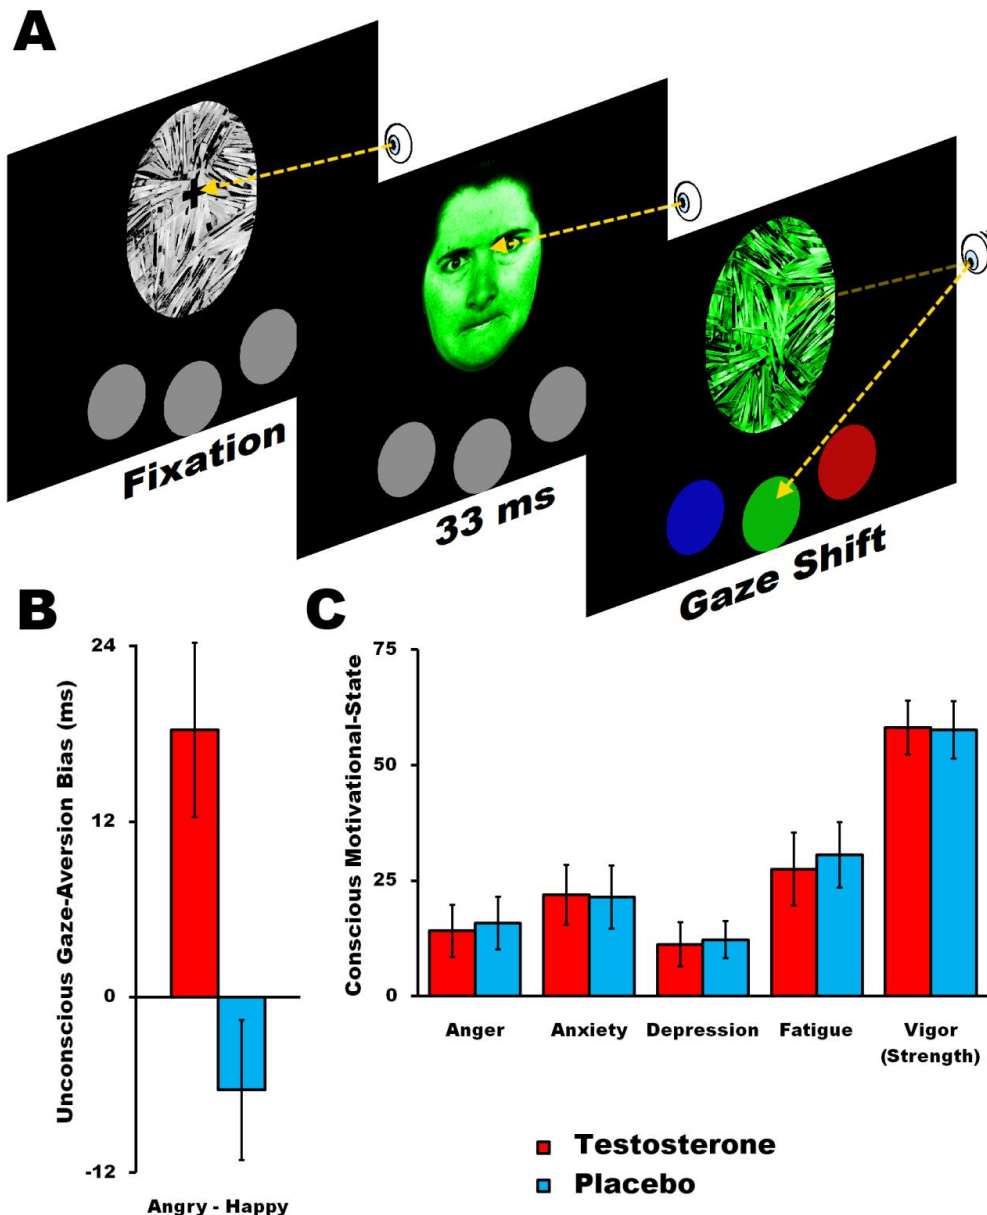 A
Fixation
33 ms
Gaze Shift
B
Unconscious Gaze-Aversion Bias (ms)
24
12
0
-12
Angry - Happy
C
Conscious Motivational-State
75
50
25
0
Anger
Anxiety
Depression
Fatigue
Vigor
(Strength)
Testosterone
Placebo